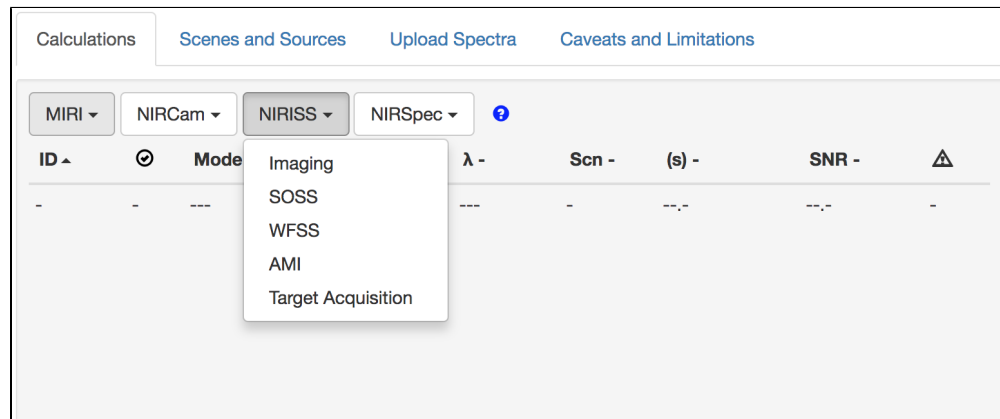 Calculations Scenes and Sources Upload Spectra Caveats and Limitations
MIRI NIRCam NIRISS NIRSpec ?
ID Mode λ - Scn - (s) - SNR -
- - --- --- - --.- --.- -
Imaging
SOSS
WFSS
AMI
Target Acquisition